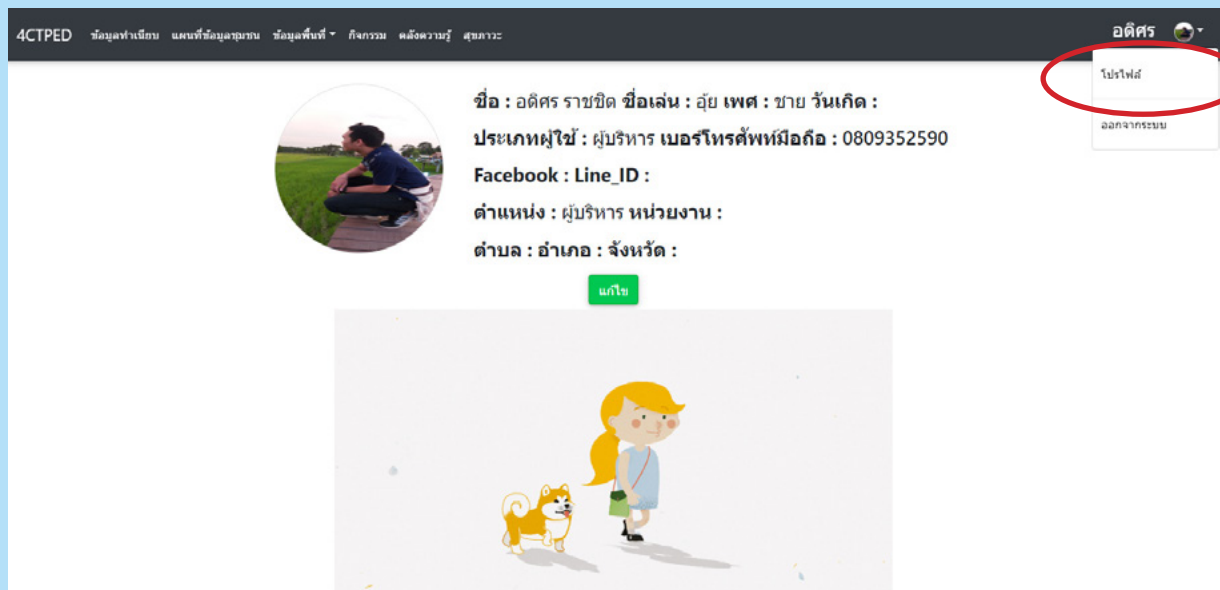 4CTPED ข้อมูลทำเนียบ แผนที่ข้อมูลชุมชน ข้อมูลพื้นที่ กิจกรรม คลังความรู้ สุขภาวะ อดิศร
โปรไฟล์
ออกจากระบบ
ชื่อ : อดิศร ราชชิด ชื่อเล่น : อุ้ย เพศ : ชาย วันเกิด :
ประเภทผู้ใช้ : ผู้บริหาร เบอร์โทรศัพท์มือถือ : 0809352590
Facebook : Line_ID :
ตำแหน่ง : ผู้บริหาร หน่วยงาน :
ตำบล : อำเภอ : จังหวัด :
แก้ไข